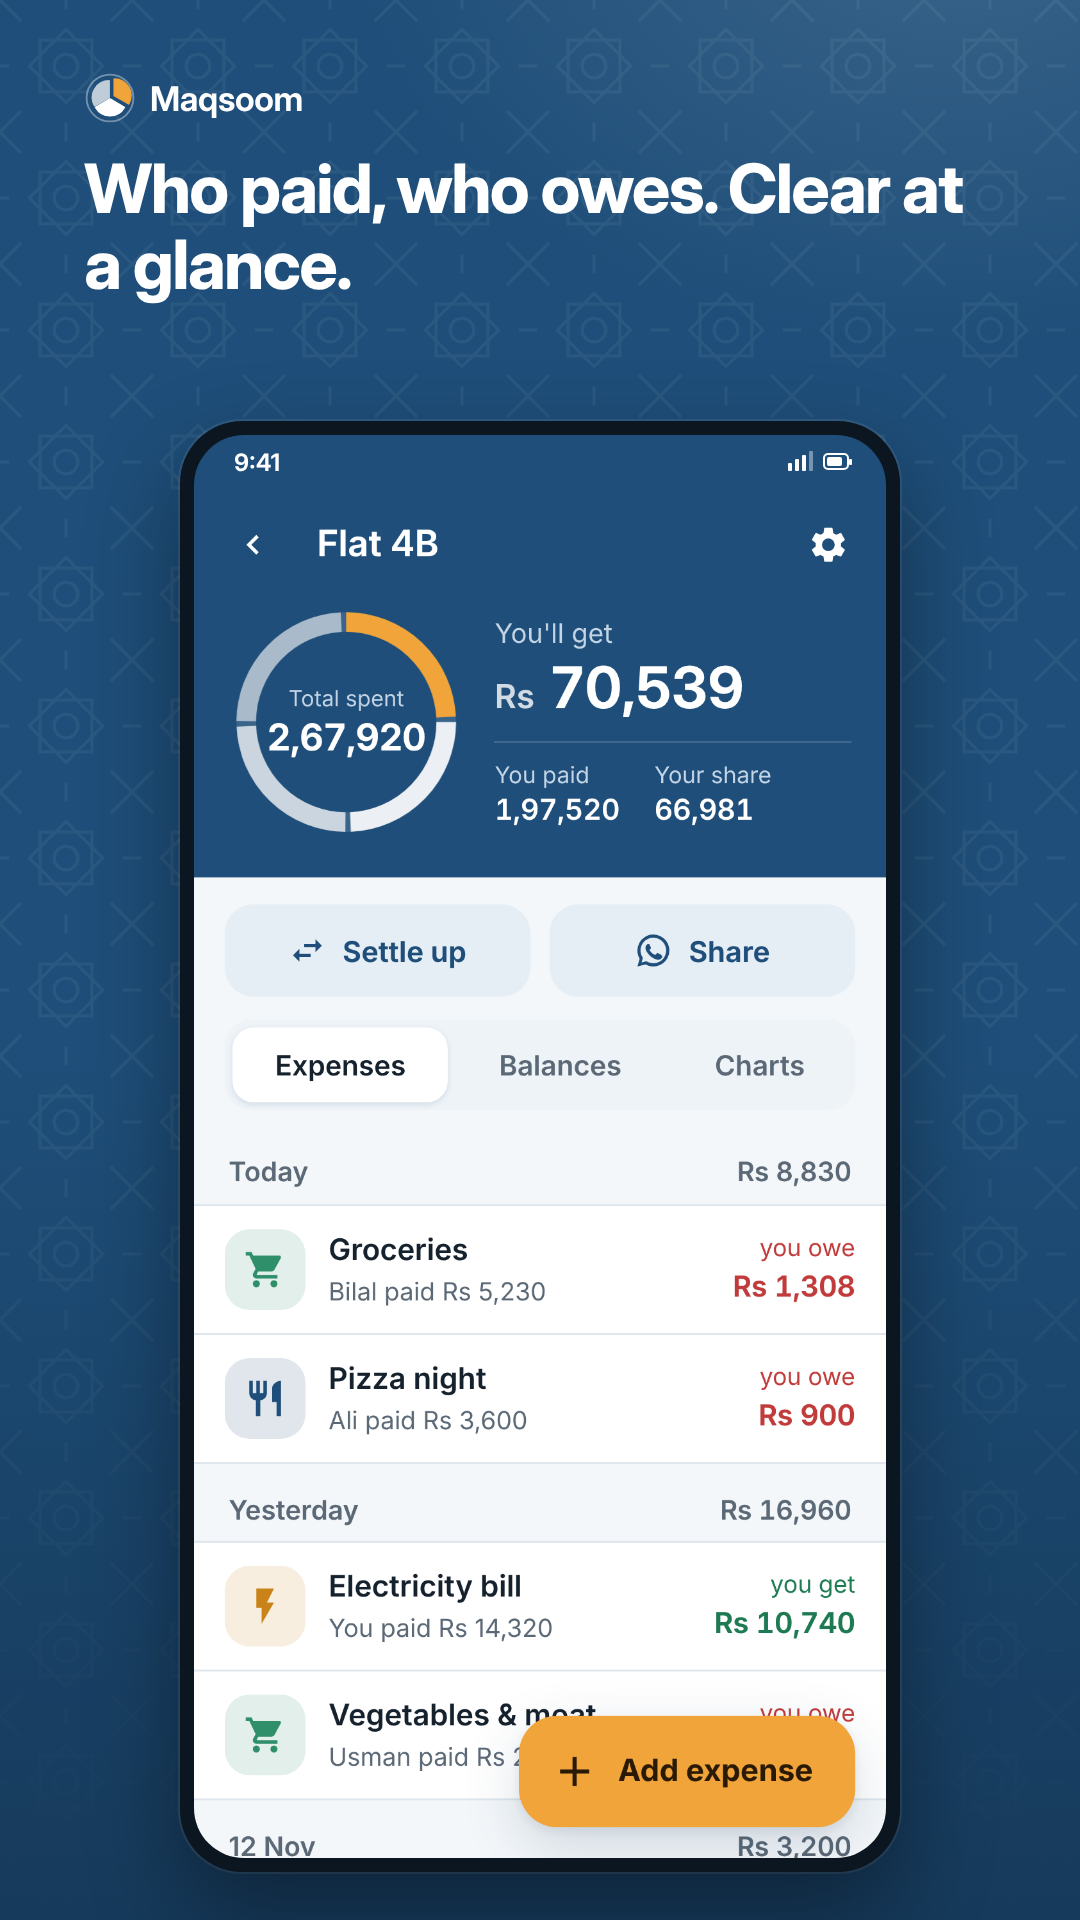 Maqsoom
Who paid, who owes. Clear at
a glance.
9:41
Flat 4B
Total spent
2,67,920
You'll get
Rs 70,539
You paid
1,97,520
Your share
66,981
Settle up
Share
Expenses
Balances
Charts
Today
Rs 8,830
Groceries
Bilal paid Rs 5,230
you owe
Rs 1,308
Pizza night
Ali paid Rs 3,600
you owe
Rs 900
Yesterday
Rs 16,960
Electricity bill
You paid Rs 14,320
you get
Rs 10,740
Vegetables & meat
Usman paid Rs 2
you owe
Add expense
12 Nov
Rs 3,200